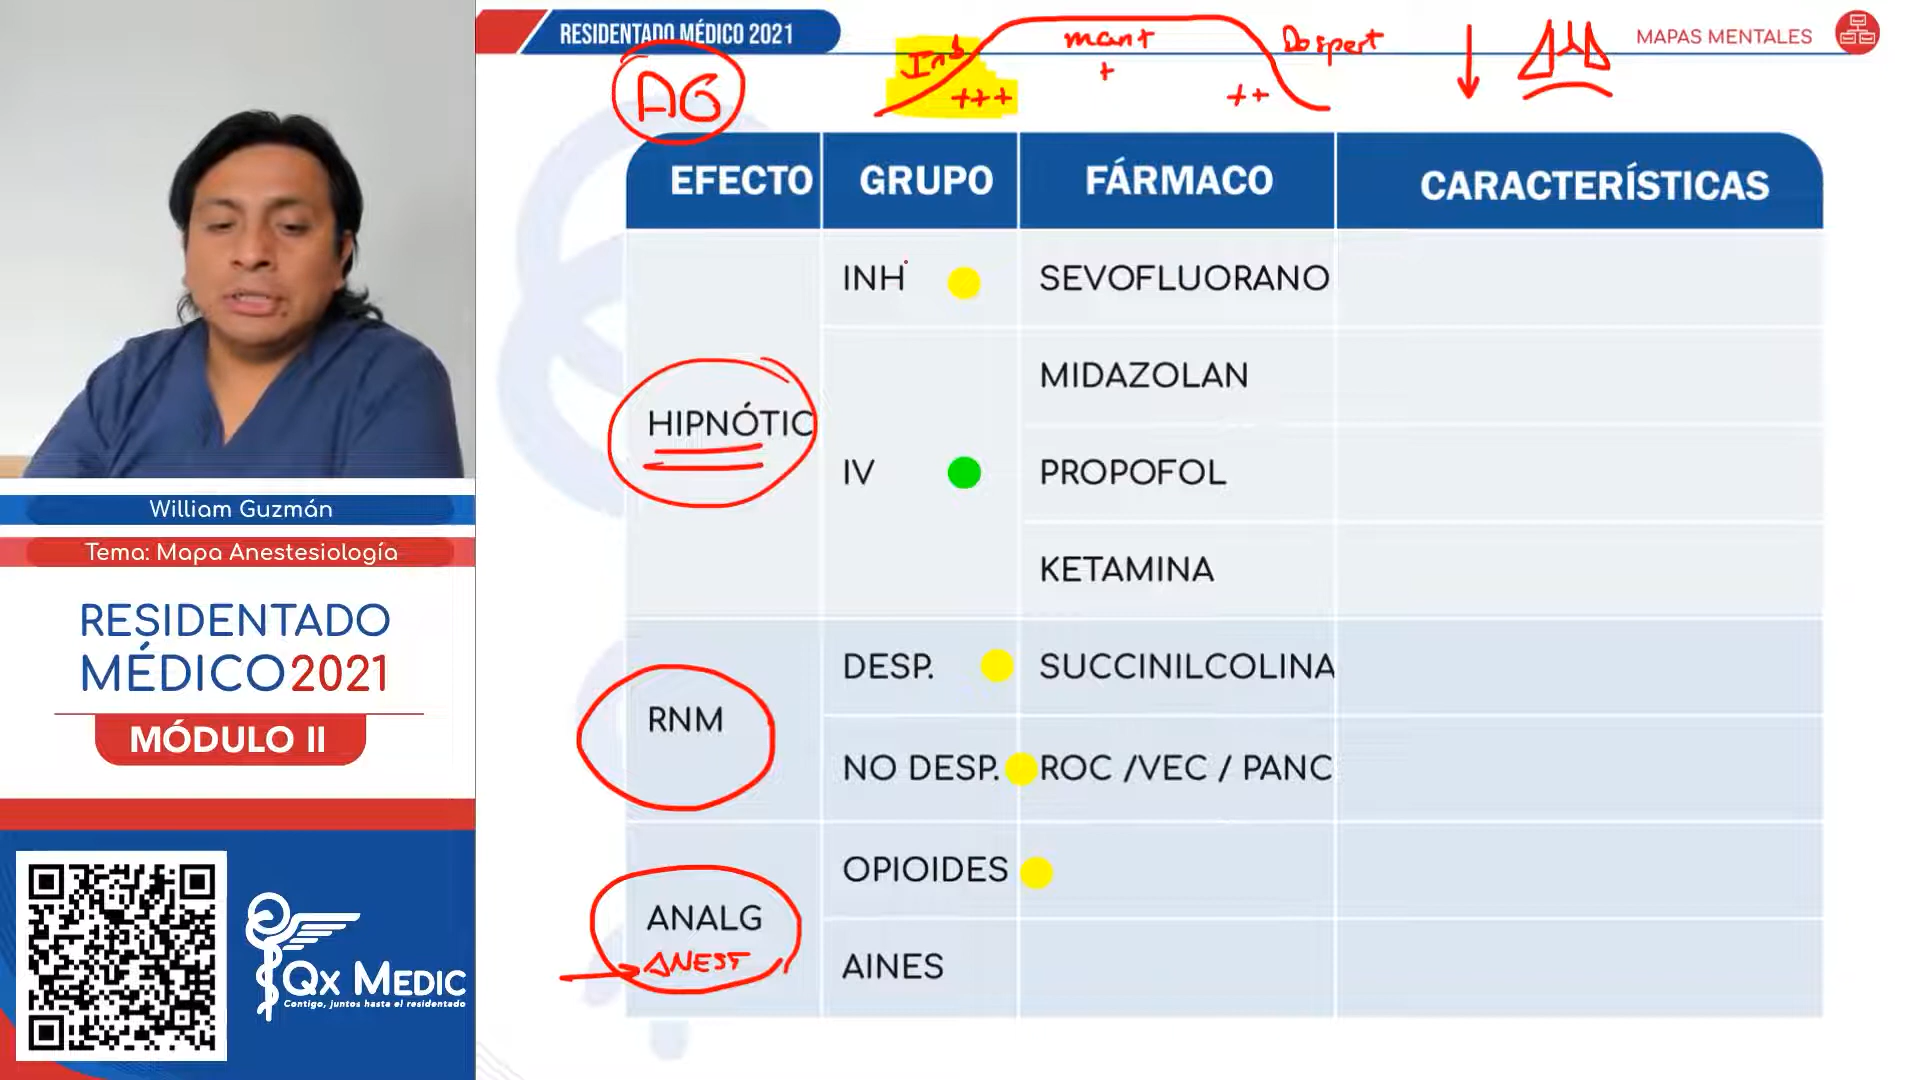 RESIDENTADO MÉDICO 2021
mant
+
++
+++
MAPAS MENTALES
AG
EFECTO GRUPO FÁRMACO CARACTERÍSTICAS
INH SEVOFLUORANO
MIDAZOLAN
HIPNÓTIC
IV PROPOFOL
KETAMINA
DESP. SUCCINILCOLINA
RNM
NO DESP. ROC /VEC / PANC
OPIOIDES
ANALG
ANEST
AINES
William Guzmán
Tema: Mapa Anestesiología
RESIDENTADO
MÉDICO 2021
MÓDULO II
QX MEDIC
Contigo, juntos hasta el residentado